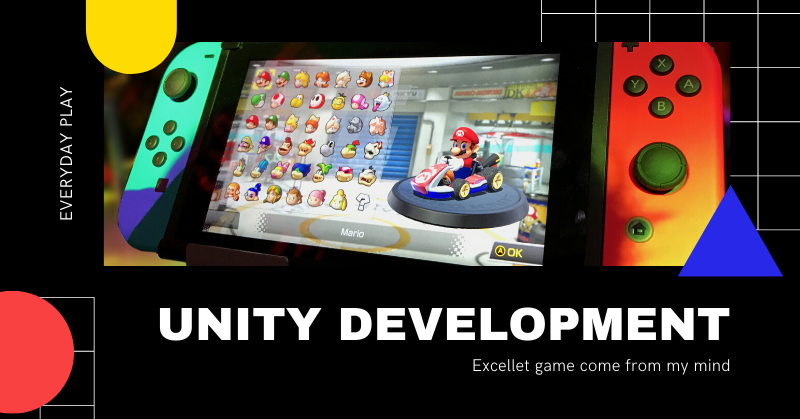 EVERYDAY PLAY
X
Y
A
B
Mario
A OK
UNITY DEVELOPMENT
Excellet game come from my mind